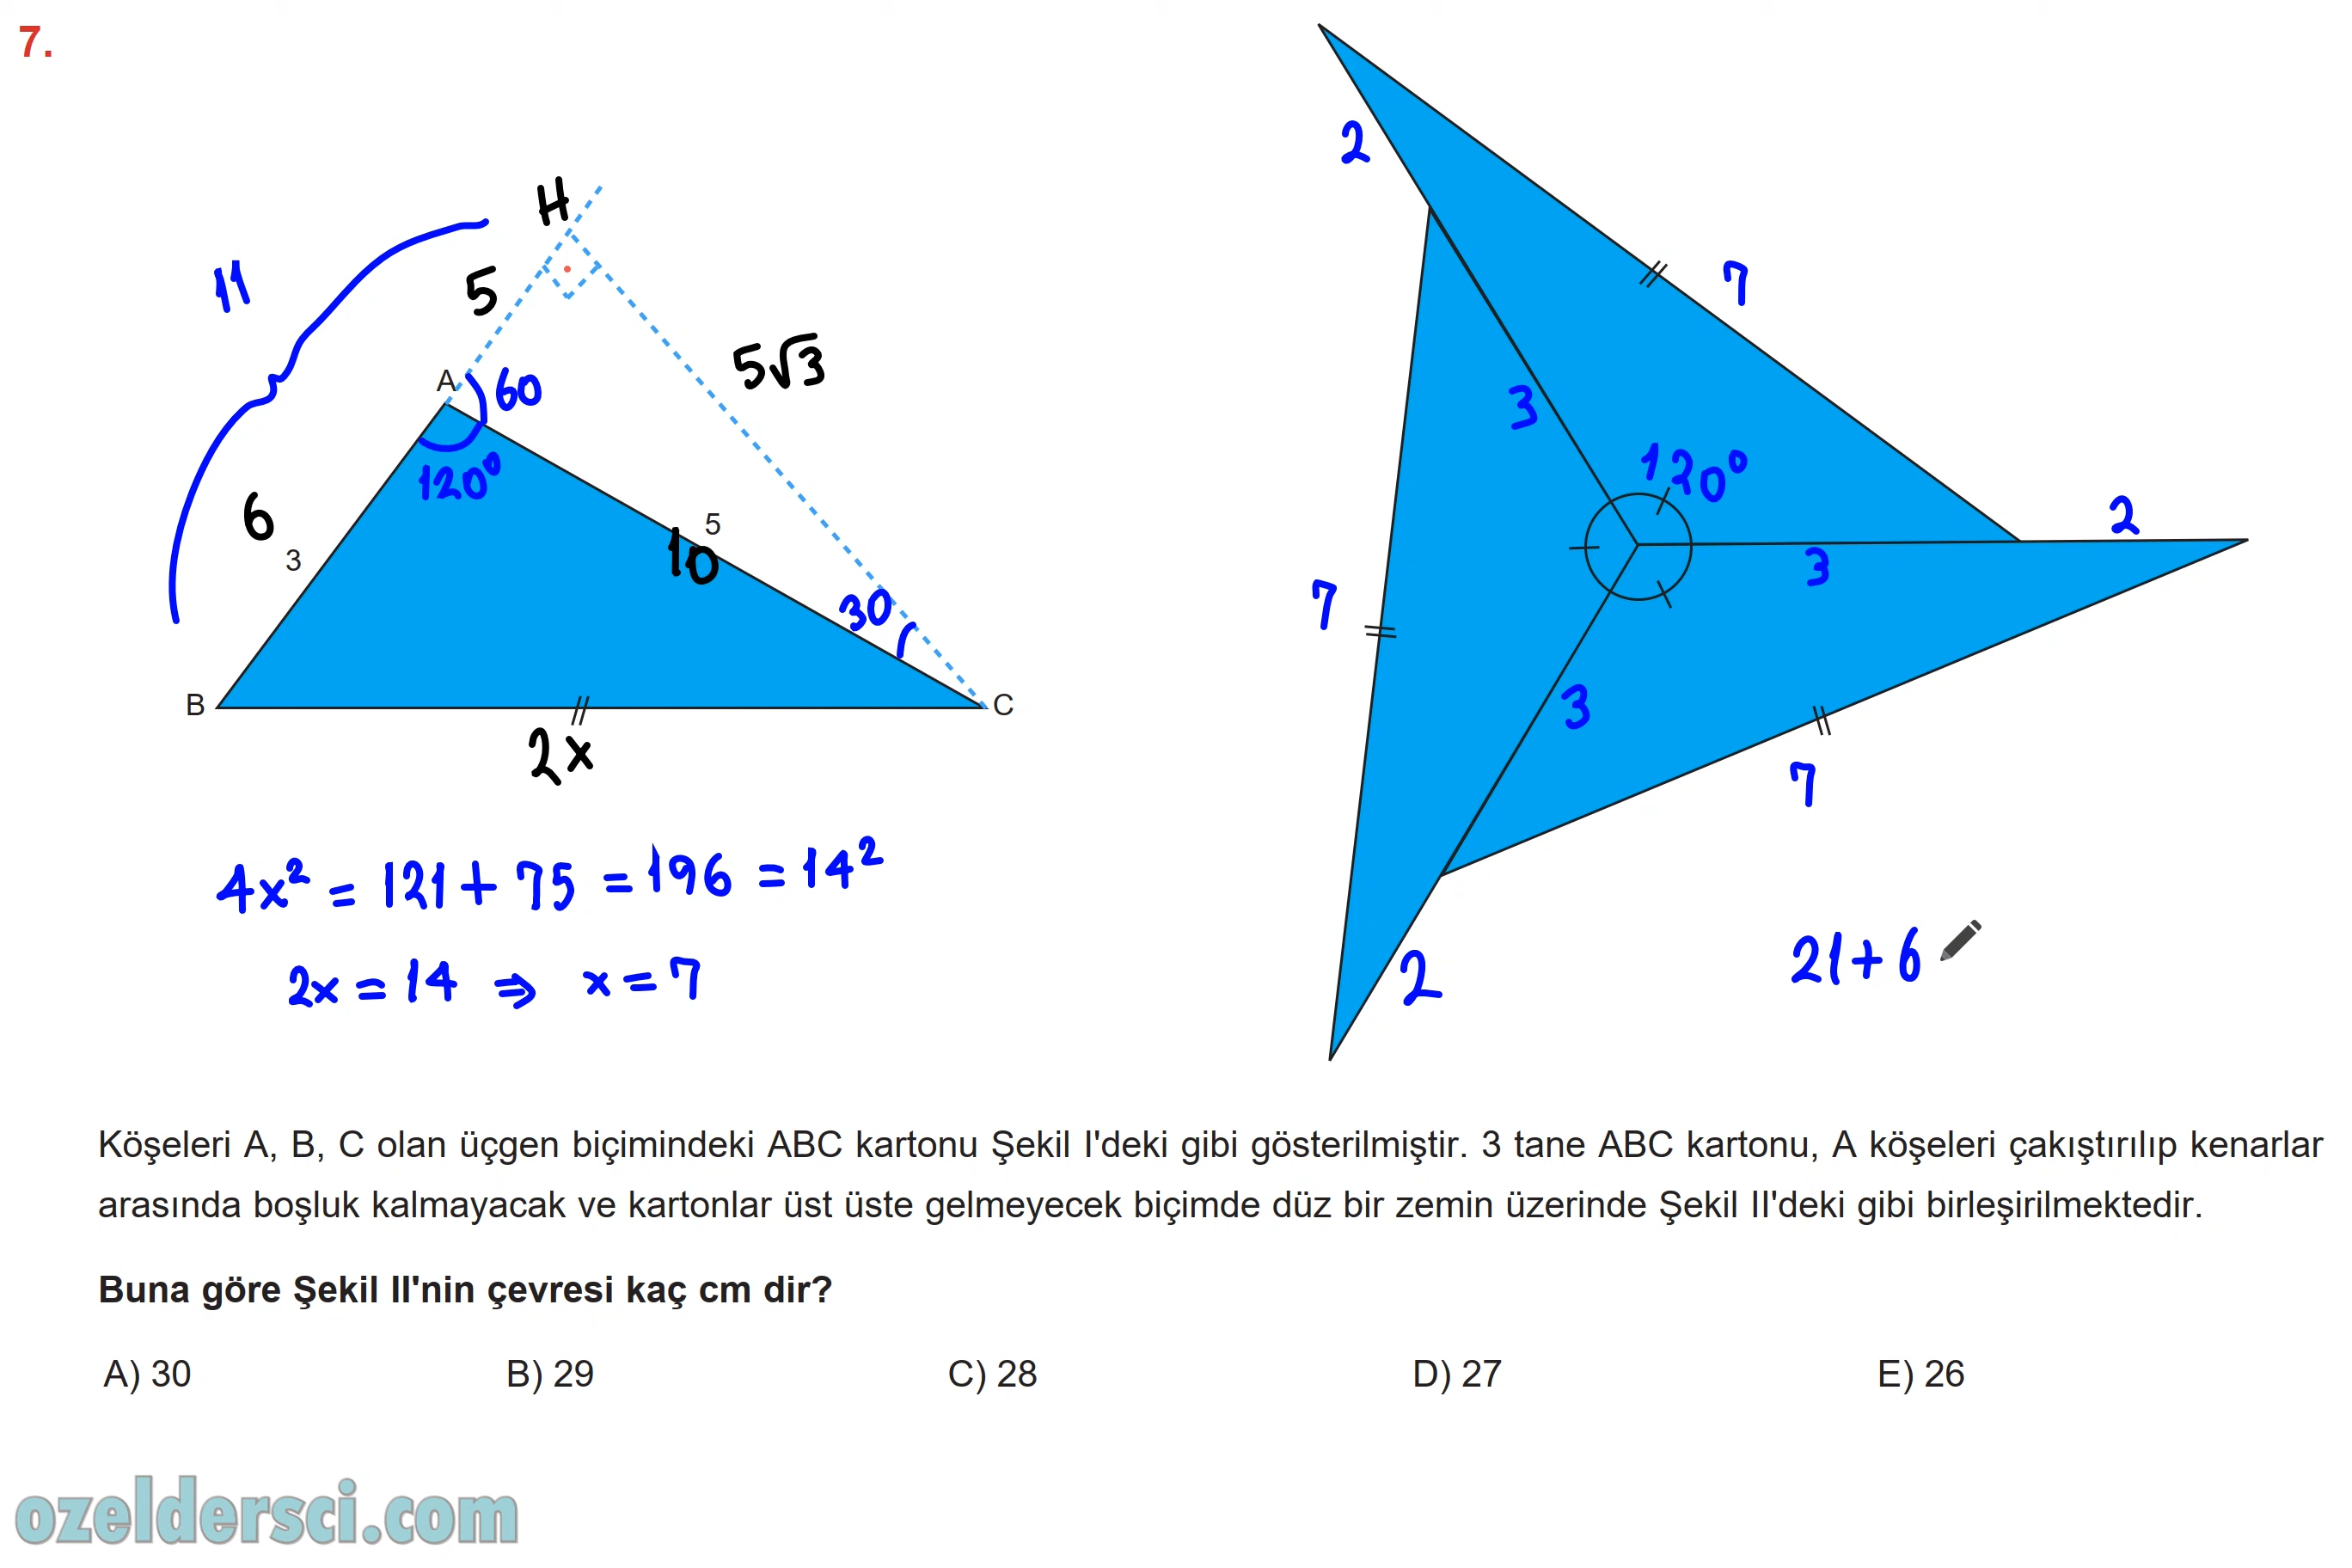 7.
H
11
5
5√3
A
60
120°
6
3
5
10
30
B
C
2x
4x² = 121 + 75 = 196 = 14²
2x = 14 ⇒ x = 7
2
7
3
120°
2
3
7
3
7
2
21+6
Köşeleri A, B, C olan üçgen biçimindeki ABC kartonu Şekil I'deki gibi gösterilmiştir. 3 tane ABC kartonu, A köşeleri çakıştırılıp kenarlar
arasında boşluk kalmayacak ve kartonlar üst üste gelmeyecek biçimde düz bir zemin üzerinde Şekil II'deki gibi birleşirilmektedir.
Buna göre Şekil II'nin çevresi kaç cm dir?
A) 30 B) 29 C) 28 D) 27 E) 26
ozeldersci.com